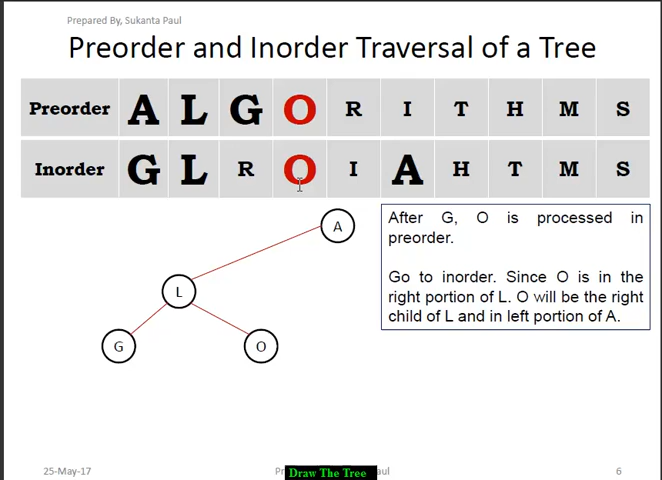 Prepared By, Sukanta Paul
Preorder and Inorder Traversal of a Tree
Preorder A L G O R I T H M S
Inorder G L R O I A H T M S
After G, O is processed in
preorder.
Go to inorder. Since O is in the
right portion of L. O will be the right
child of L and in left portion of A.
A
L
G O
25-May-17 Draw The Tree 6